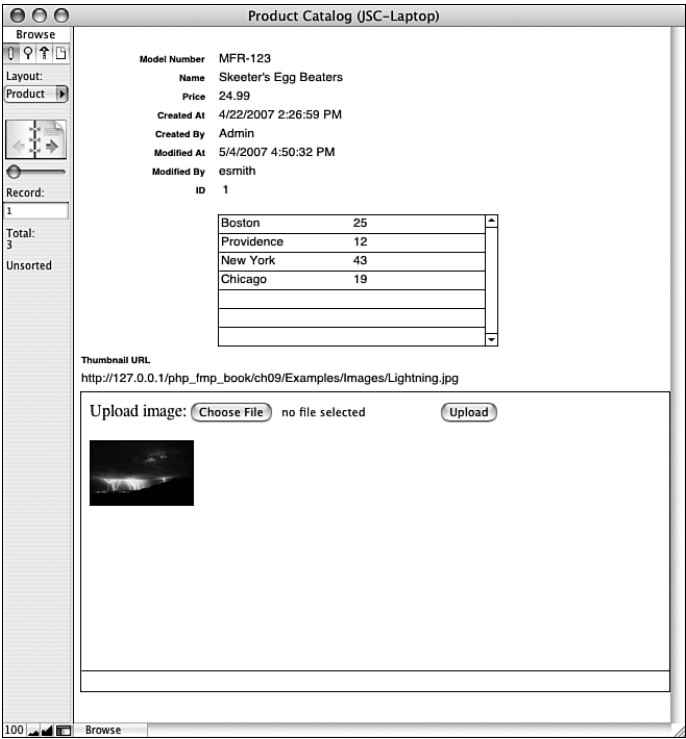 Product Catalog (JSC-Laptop)
Browse
Layout:
Product
Record:
1
Total:
3
Unsorted
Model Number MFR-123
Name Skeeter's Egg Beaters
Price 24.99
Created At 4/22/2007 2:26:59 PM
Created By Admin
Modified At 5/4/2007 4:50:32 PM
Modified By esmith
ID 1
Boston 25
Providence 12
New York 43
Chicago 19
Thumbnail URL
http://127.0.0.1/php_fmp_book/ch09/Examples/Images/Lightning.jpg
Upload image: Choose File no file selected Upload
100 Browse